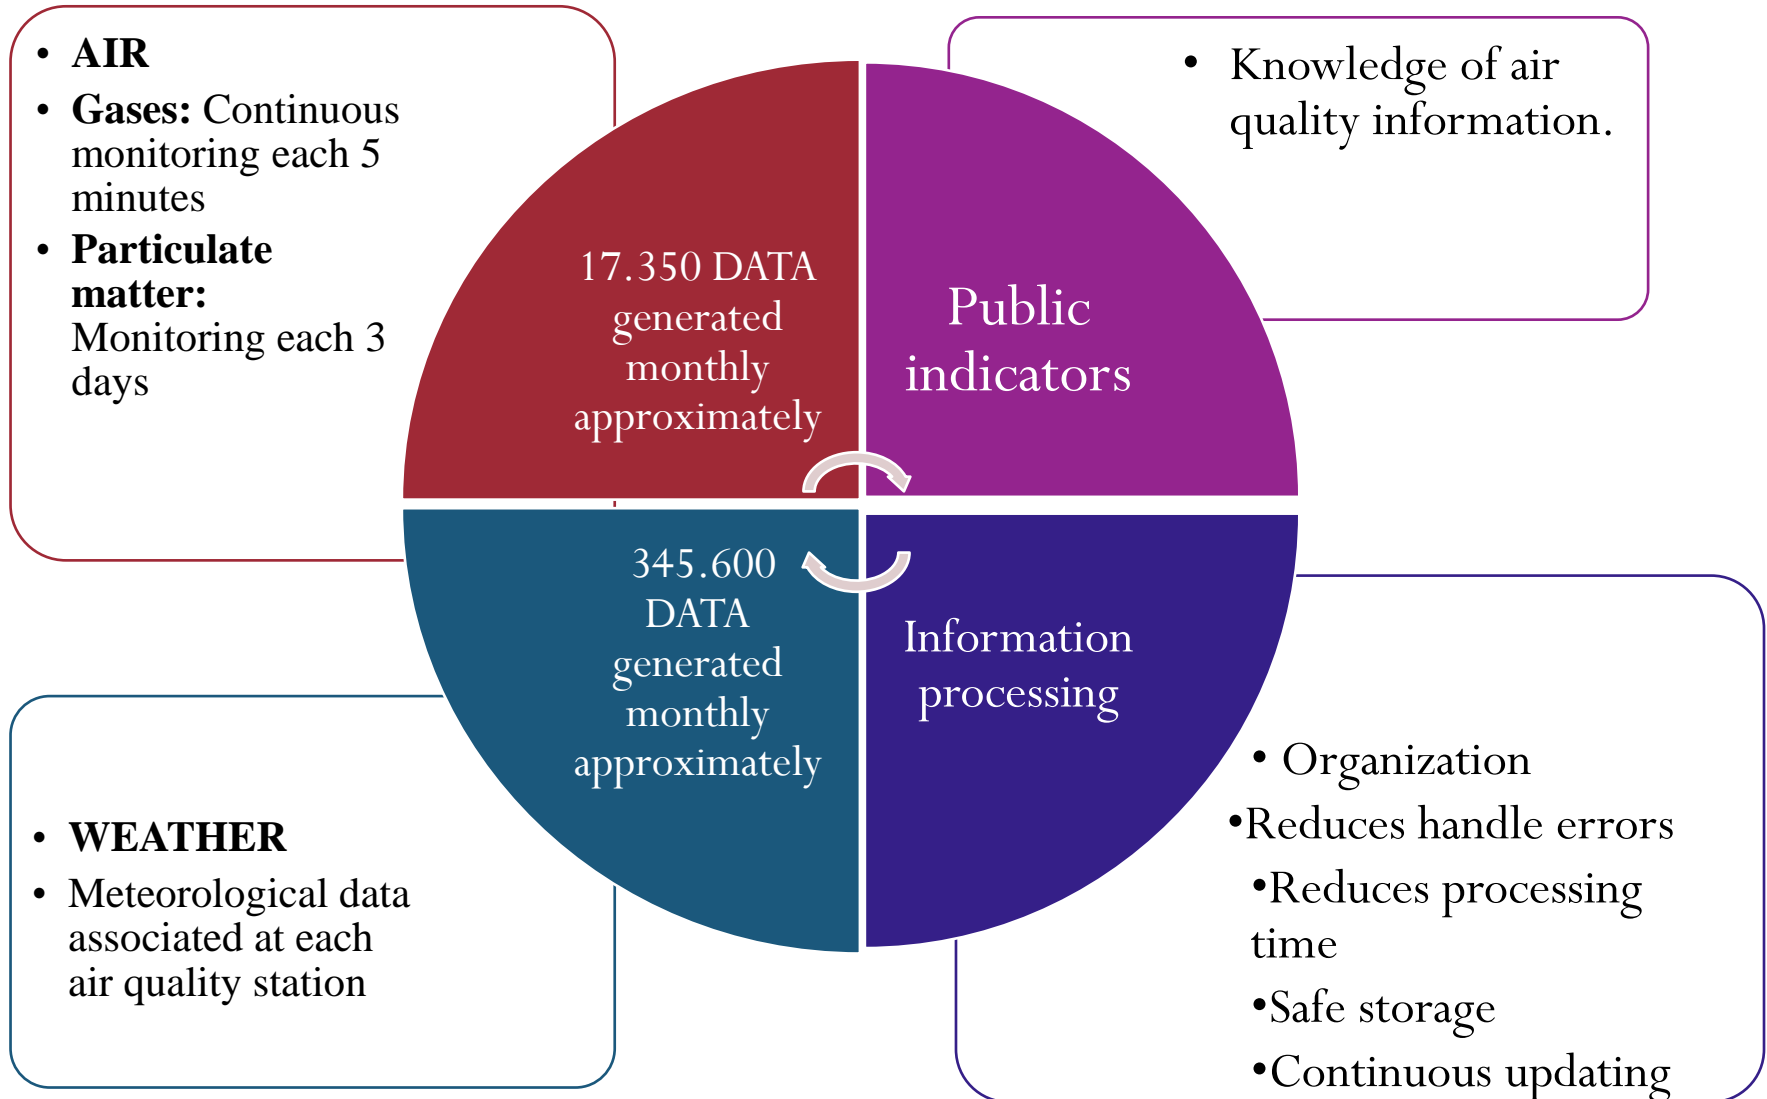 • AIR
• Gases: Continuous
monitoring each 5
minutes
• Particulate
matter:
Monitoring each 3
days
17.350 DATA
generated
monthly
approximately
Public
indicators
• Knowledge of air
quality information.
345.600
DATA
generated
monthly
approximately
Information
processing
• WEATHER
• Meteorological data
associated at each
air quality station
• Organization
•Reduces handle errors
•Reduces processing
time
•Safe storage
•Continuous updating